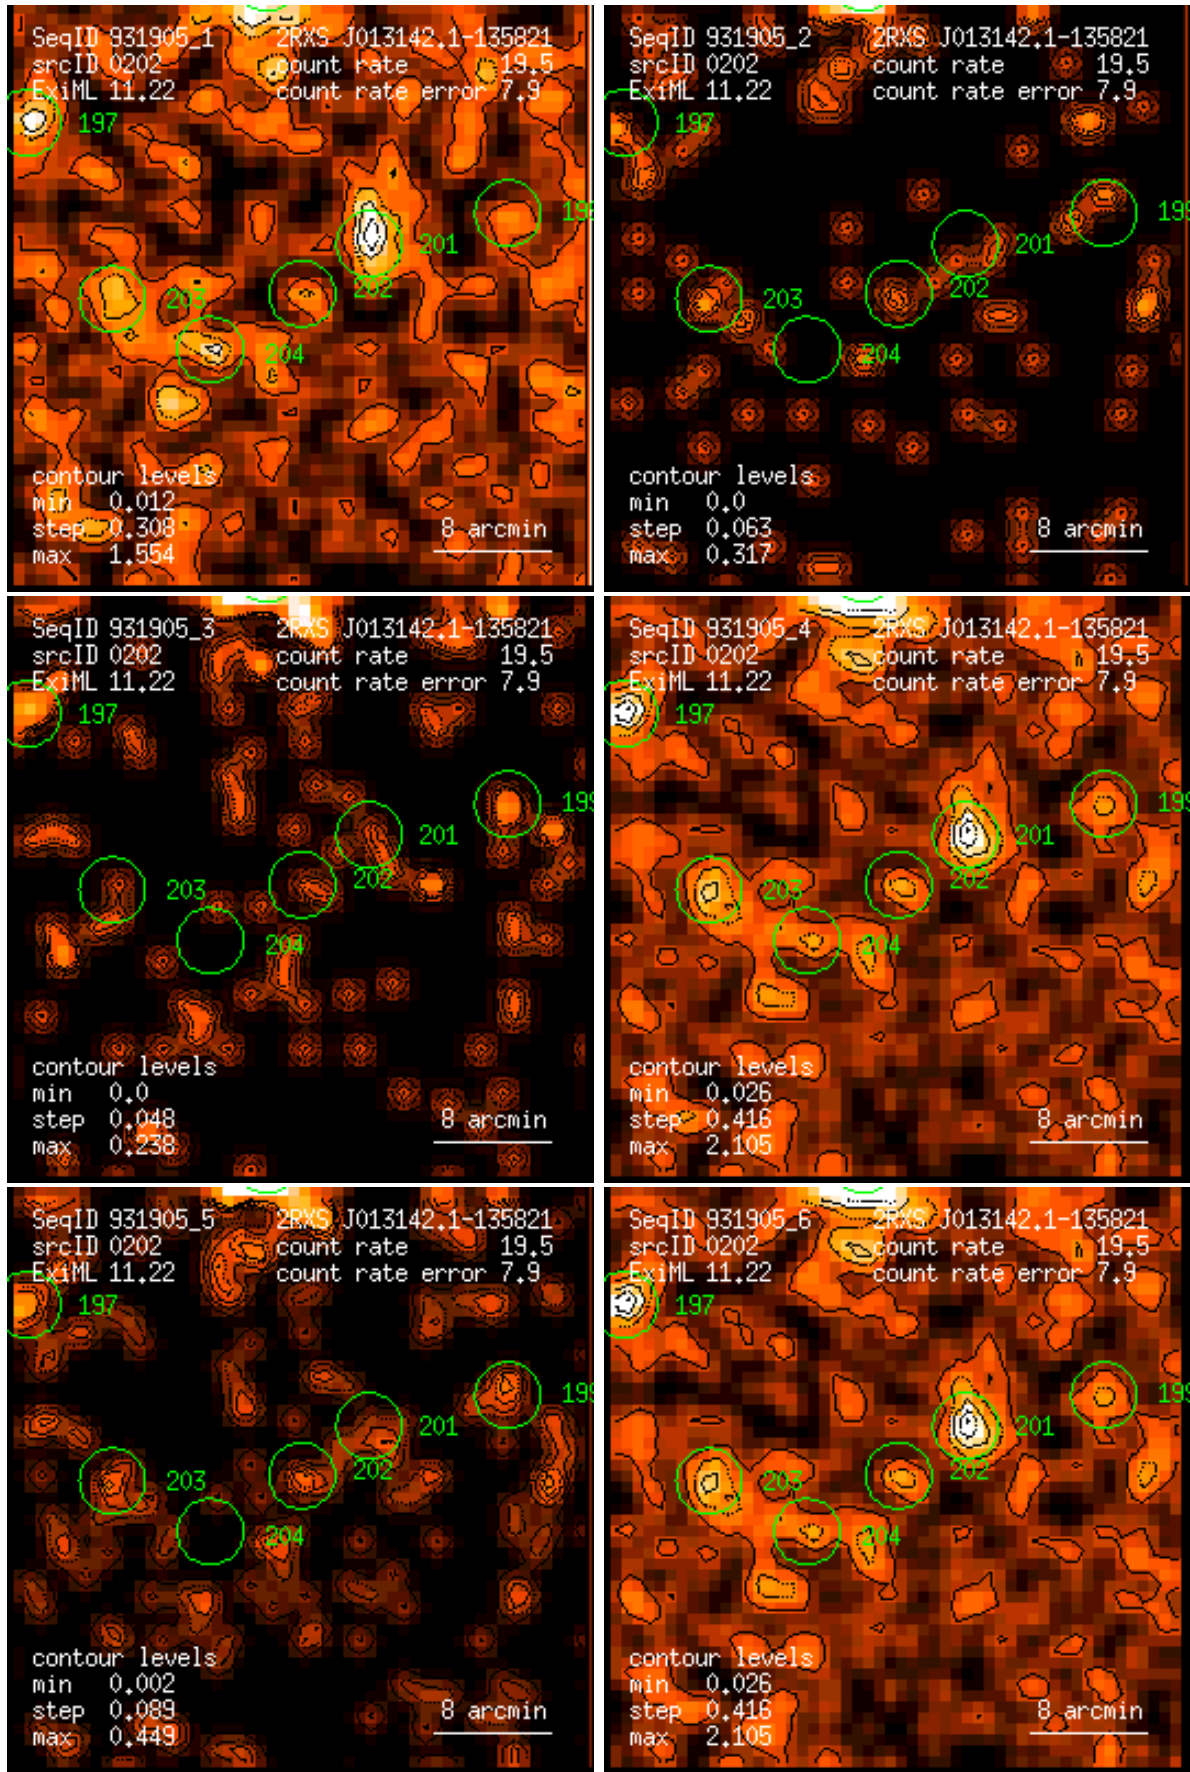 SeqID 931905_1 2RXS J013142.1-135821
srcID 0202 count rate 19.5
ExiML 11.22 count rate error 7.9
197
199
201
202
203
204
contour levels
min 0.012
step 0.308 8 arcmin
max 1.554
SeqID 931905_2 2RXS J013142.1-135821
srcID 0202 count rate 19.5
ExiML 11.22 count rate error 7.9
197
199
201
202
203
204
contour levels
min 0.0
step 0.063 8 arcmin
max 0.317
SeqID 931905_3 2RXS J013142.1-135821
srcID 0202 count rate 19.5
ExiML 11.22 count rate error 7.9
197
199
201
202
203
204
contour levels
min 0.0
step 0.048 8 arcmin
max 0.238
SeqID 931905_4 2RXS J013142.1-135821
srcID 0202 count rate 19.5
ExiML 11.22 count rate error 7.9
197
199
201
202
203
204
contour levels
min 0.026
step 0.416 8 arcmin
max 2.105
SeqID 931905_5 2RXS J013142.1-135821
srcID 0202 count rate 19.5
ExiML 11.22 count rate error 7.9
197
199
201
202
203
204
contour levels
min 0.002
step 0.089 8 arcmin
max 0.449
SeqID 931905_6 2RXS J013142.1-135821
srcID 0202 count rate 19.5
ExiML 11.22 count rate error 7.9
197
199
201
202
203
204
contour levels
min 0.026
step 0.416 8 arcmin
max 2.105